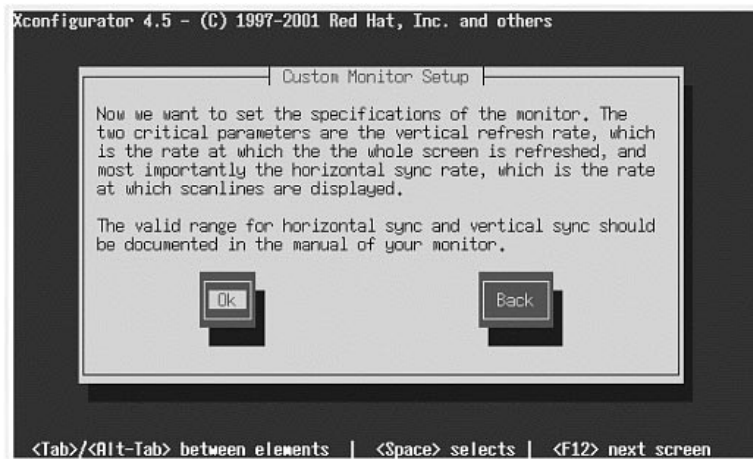 Xconfigurator 4.5 - (C) 1997-2001 Red Hat, Inc. and others
Custom Monitor Setup
Now we want to set the specifications of the monitor. The
two critical parameters are the vertical refresh rate, which
is the rate at which the the whole screen is refreshed, and
most importantly the horizontal sync rate, which is the rate
at which scanlines are displayed.
The valid range for horizontal sync and vertical sync should
be documented in the manual of your monitor.
Ok Back
<Tab>/<Alt-Tab> between elements | <Space> selects | <F12> next screen